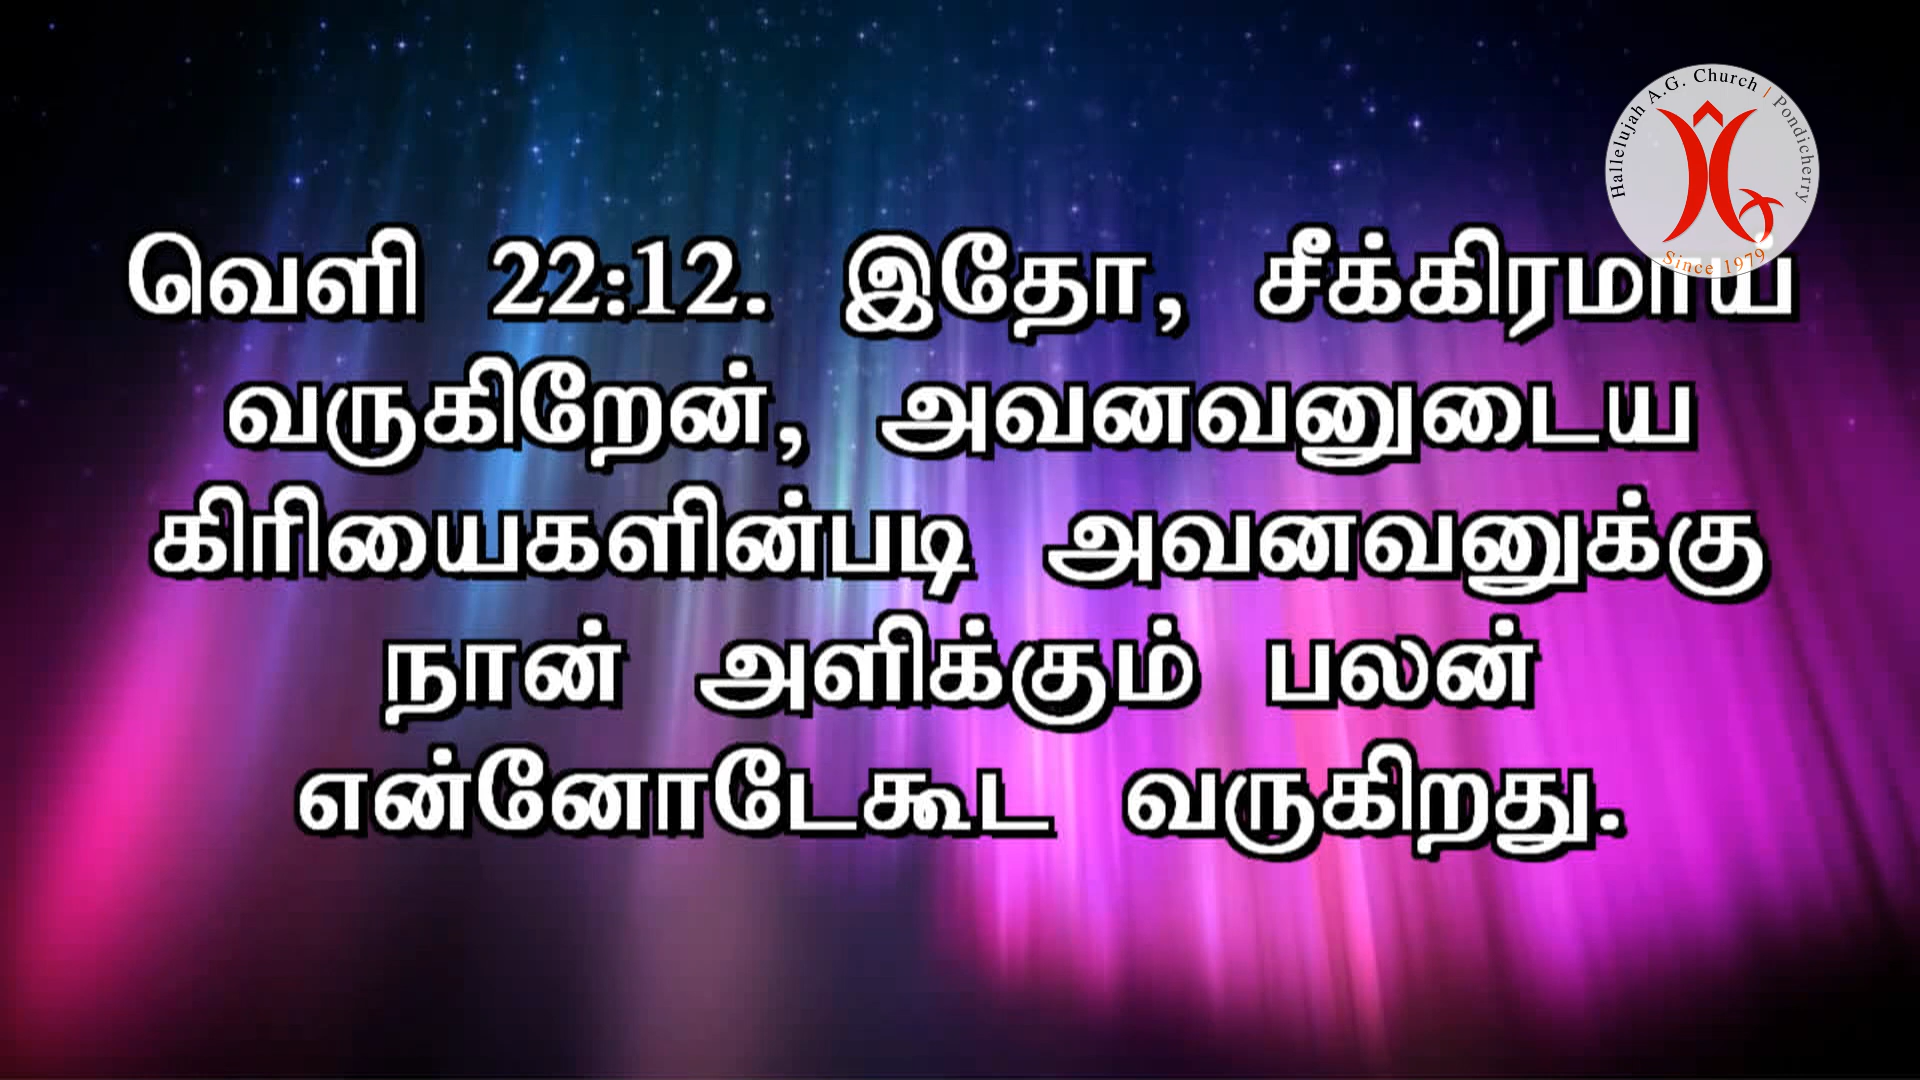 Hallelujah A.G. Church | Pondicherry
Since 1979
வெளி 22:12. இதோ, சீக்கிரமாய்
வருகிறேன், அவனவனுடைய
கிரியைகளின்படி அவனவனுக்கு
நான் அளிக்கும் பலன்
என்னோடேகூட வருகிறது.